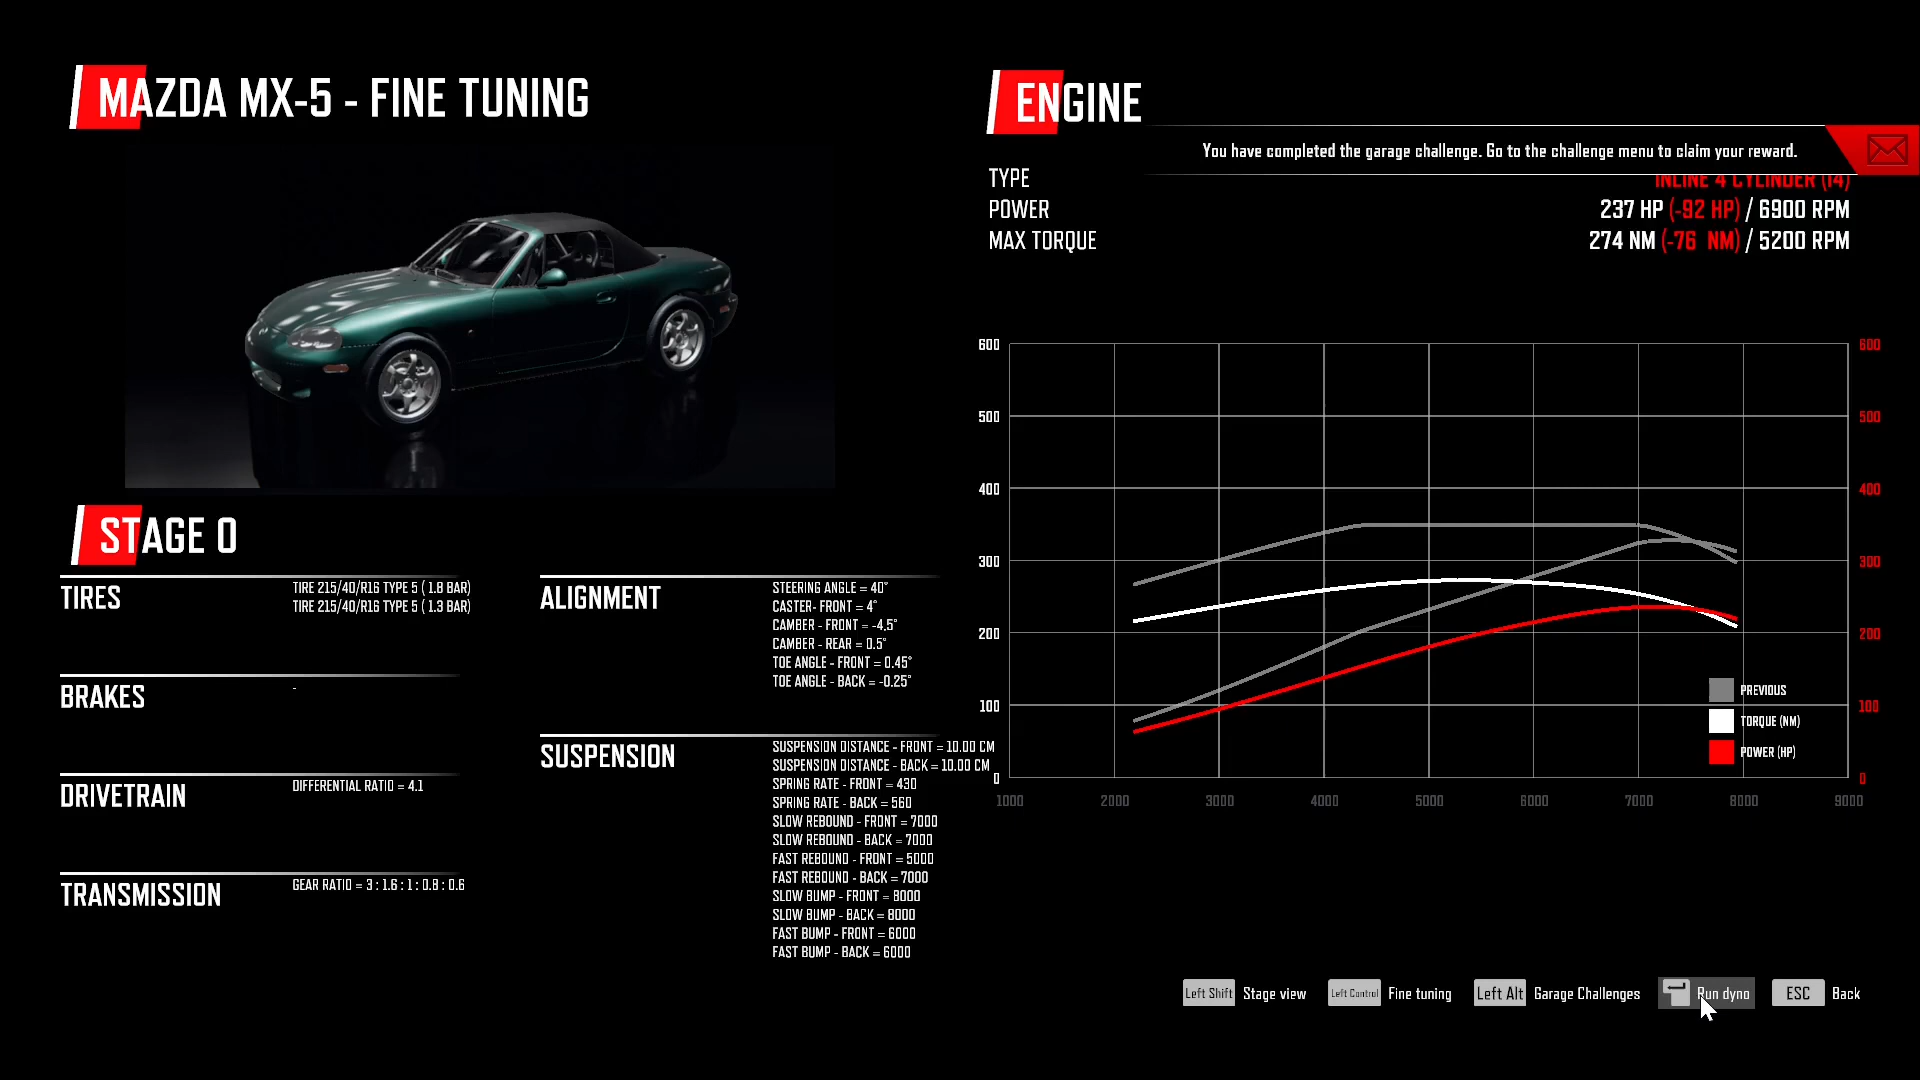 MAZDA MX-5 - FINE TUNING
ENGINE
You have completed the garage challenge. Go to the challenge menu to claim your reward.
TYPE
INLINE 4 CYLINDER (I4)
POWER
237 HP (-92 HP) / 6900 RPM
MAX TORQUE
274 NM (-76 NM) / 5200 RPM
STAGE 0
TIRES
TIRE 215/40/R16 TYPE 5 ( 1.8 BAR)
TIRE 215/40/R16 TYPE 5 ( 1.3 BAR)
BRAKES
-
DRIVETRAIN
DIFFERENTIAL RATIO = 4.1
TRANSMISSION
GEAR RATIO = 3 : 1.6 : 1 : 0.8 : 0.6
ALIGNMENT
STEERING ANGLE = 40°
CASTER- FRONT = 4°
CAMBER - FRONT = -4.5°
CAMBER - REAR = 0.5°
TOE ANGLE - FRONT = 0.45°
TOE ANGLE - BACK = -0.25°
SUSPENSION
SUSPENSION DISTANCE - FRONT = 10.00 CM
SUSPENSION DISTANCE - BACK = 10.00 CM
SPRING RATE - FRONT = 430
SPRING RATE - BACK = 560
SLOW REBOUND - FRONT = 7000
SLOW REBOUND - BACK = 7000
FAST REBOUND - FRONT = 5000
FAST REBOUND - BACK = 7000
SLOW BUMP - FRONT = 8000
SLOW BUMP - BACK = 8000
FAST BUMP - FRONT = 6000
FAST BUMP - BACK = 6000
600 600
500 500
400 400
300 300
200 200
100 100
0 0
1000 2000 3000 4000 5000 6000 7000 8000 9000
PREVIOUS
TORQUE (NM)
POWER (HP)
Left Shift Stage view Left Control Fine tuning Left Alt Garage Challenges Run dyno ESC Back